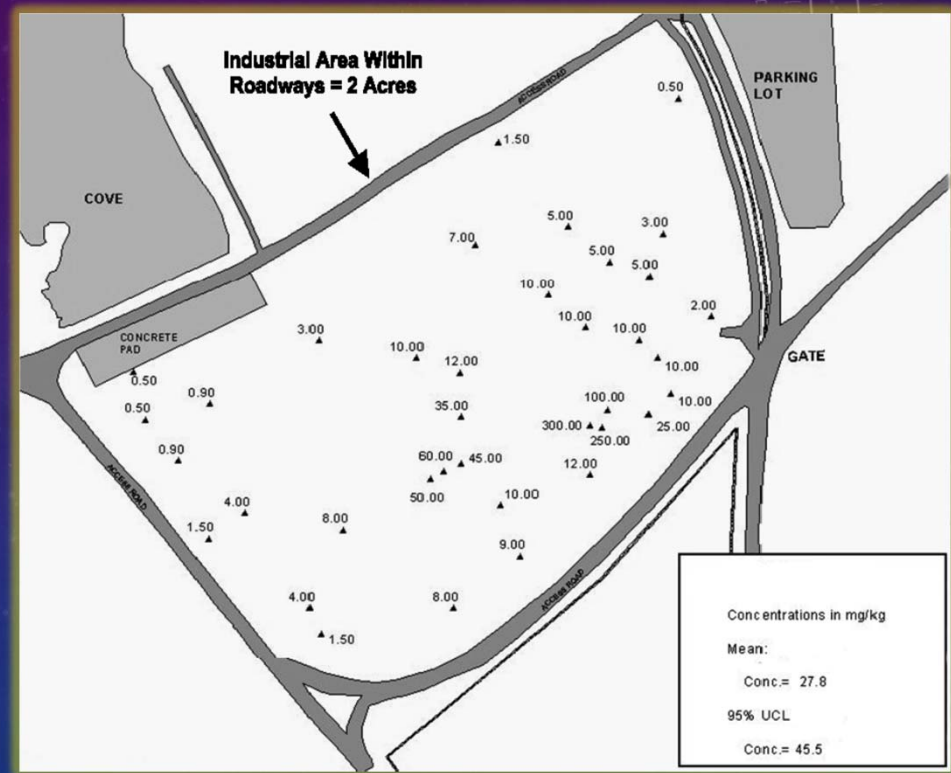 Industrial Area Within
Roadways = 2 Acres
ACCESS ROAD
PARKING
LOT
0.50
1.50
COVE
5.00
3.00
7.00
5.00
5.00
10 .00
2.00
10.00
10.00
CONCRETE
PAD
3.00
10.00
12.00
10.00
GATE
0.50
0.90
0.50
35.00
100.00
10.00
300.00
250.00
25.00
0.90
60.00
45.00
12.00
50.00
10.00
ACCESS ROAD
4.00
1.50
8.00
9.00
ACCESS ROAD
4.00
8.00
1.50
Concentrations in mg/kg
Mean:
Conc.= 27.8
95% UCL
Conc.= 45.5